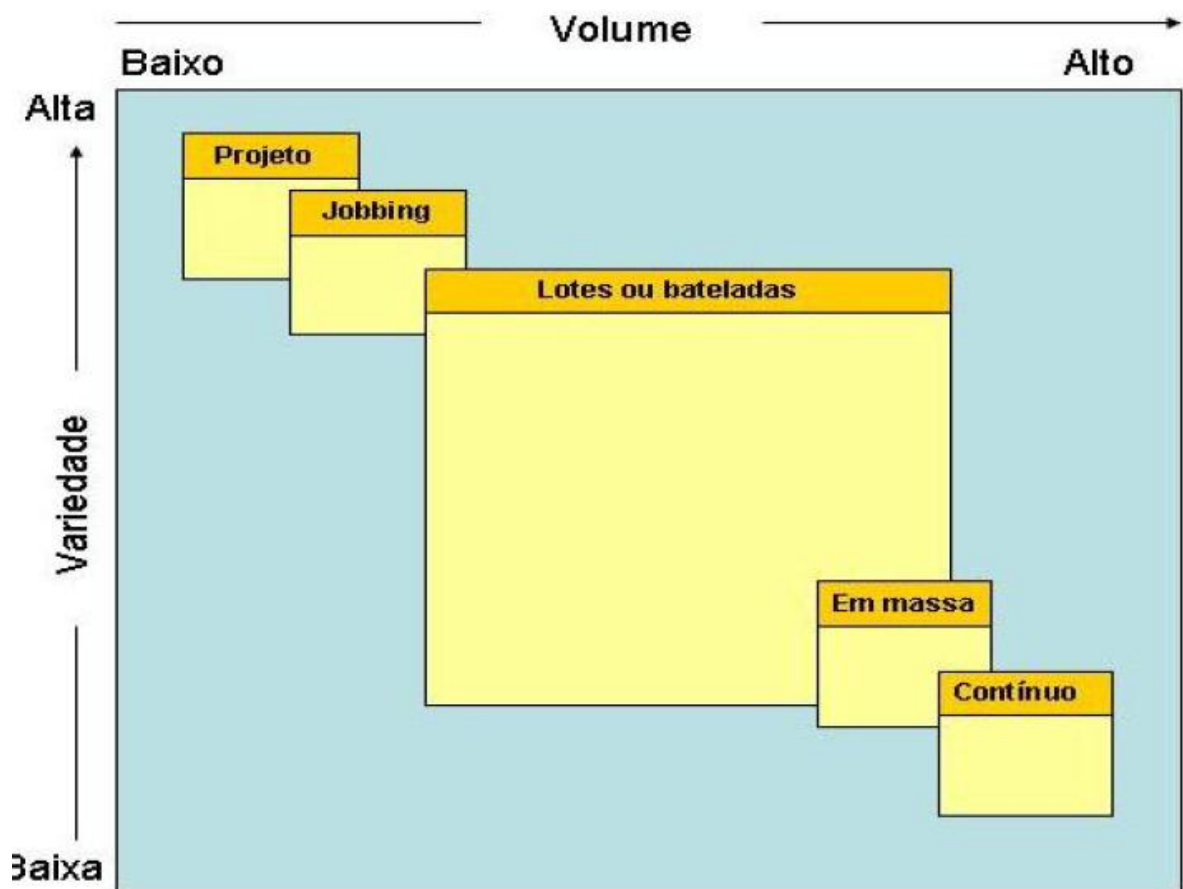 Volume
Baixo
Alto
Alta
Projeto
Jobbing
Lotes ou bateladas
Variedade
Em massa
Contínuo
Baixa